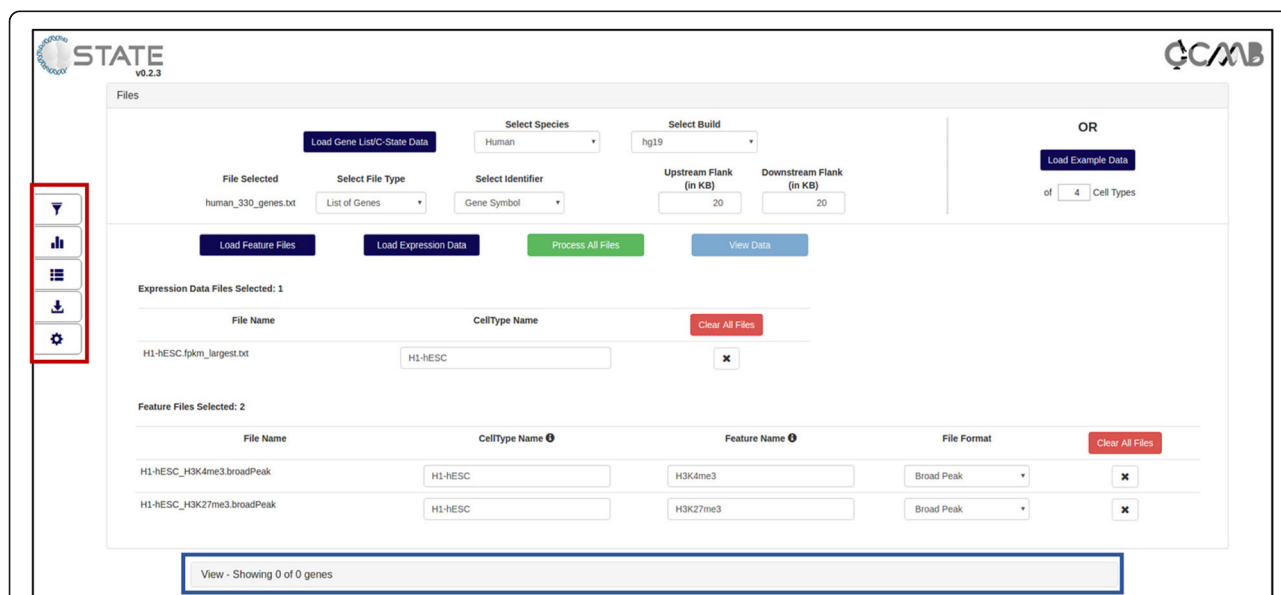 STATE
v0.2.3
CCMB
Files
Load Gene List/C-State Data
Select Species
Human
Select Build
hg19
OR
Load Example Data
of 4 Cell Types
File Selected
human_330_genes.txt
Select File Type
List of Genes
Select Identifier
Gene Symbol
Upstream Flank
(in KB)
20
Downstream Flank
(in KB)
20
Load Feature Files
Load Expression Data
Process All Files
View Data
Expression Data Files Selected: 1
File Name
CellType Name
Clear All Files
H1-hESC.fpkm_largest.txt
H1-hESC
Feature Files Selected: 2
File Name
CellType Name
Feature Name
File Format
Clear All Files
H1-hESC_H3K4me3.broadPeak
H1-hESC
H3K4me3
Broad Peak
H1-hESC_H3K27me3.broadPeak
H1-hESC
H3K27me3
Broad Peak
View - Showing 0 of 0 genes